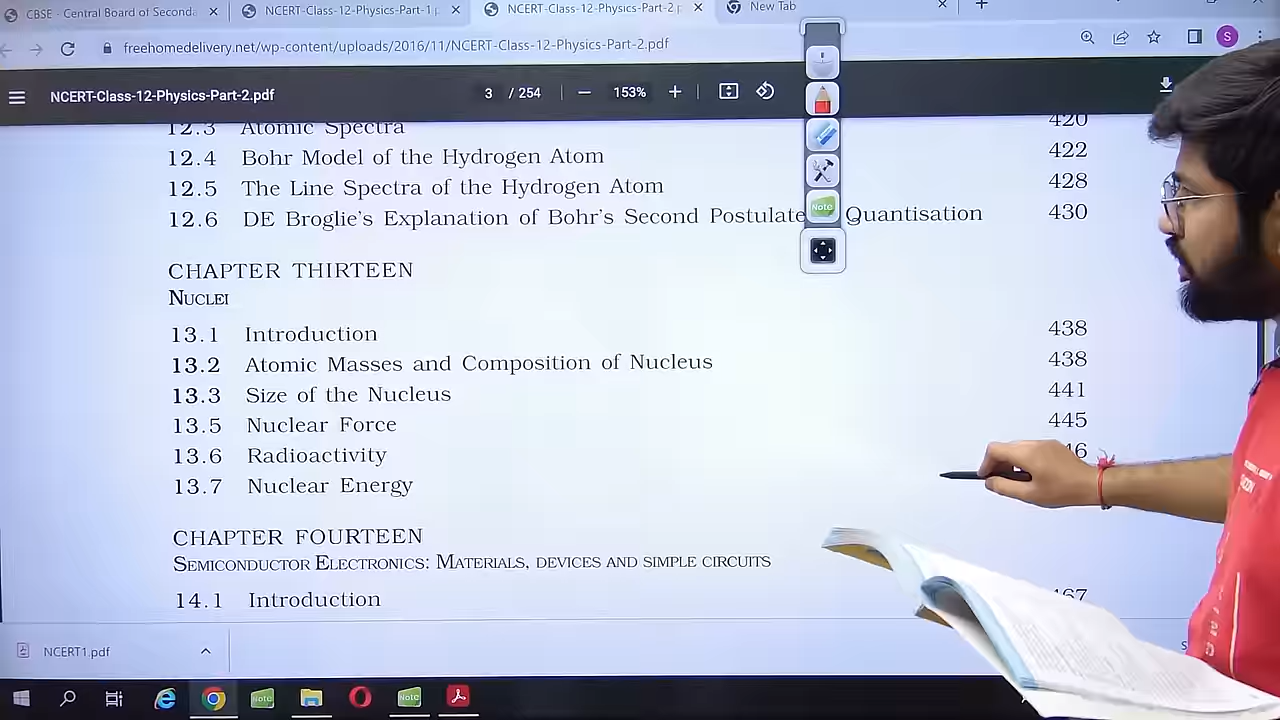 CBSE - Central Board of Second
NCERT-Class-12-Physics-Part-1
NCERT-Class-12-Physics-Part-2.p
New Tab
freehomedelivery.net/wp-content/uploads/2016/11/NCERT-Class-12-Physics-Part-2.pdf
S
NCERT-Class-12-Physics-Part-2.pdf
3 / 254
153%
12.3 Atomic Spectra 420
12.4 Bohr Model of the Hydrogen Atom 422
12.5 The Line Spectra of the Hydrogen Atom 428
12.6 DE Broglie's Explanation of Bohr's Second Postulate Quantisation 430
Note
CHAPTER THIRTEEN
NUCLEI
13.1 Introduction 438
13.2 Atomic Masses and Composition of Nucleus 438
13.3 Size of the Nucleus 441
13.5 Nuclear Force 445
13.6 Radioactivity
13.7 Nuclear Energy
CHAPTER FOURTEEN
SEMICONDUCTOR ELECTRONICS: MATERIALS, DEVICES AND SIMPLE CIRCUITS
14.1 Introduction
NCERT1.pdf
Note
Note